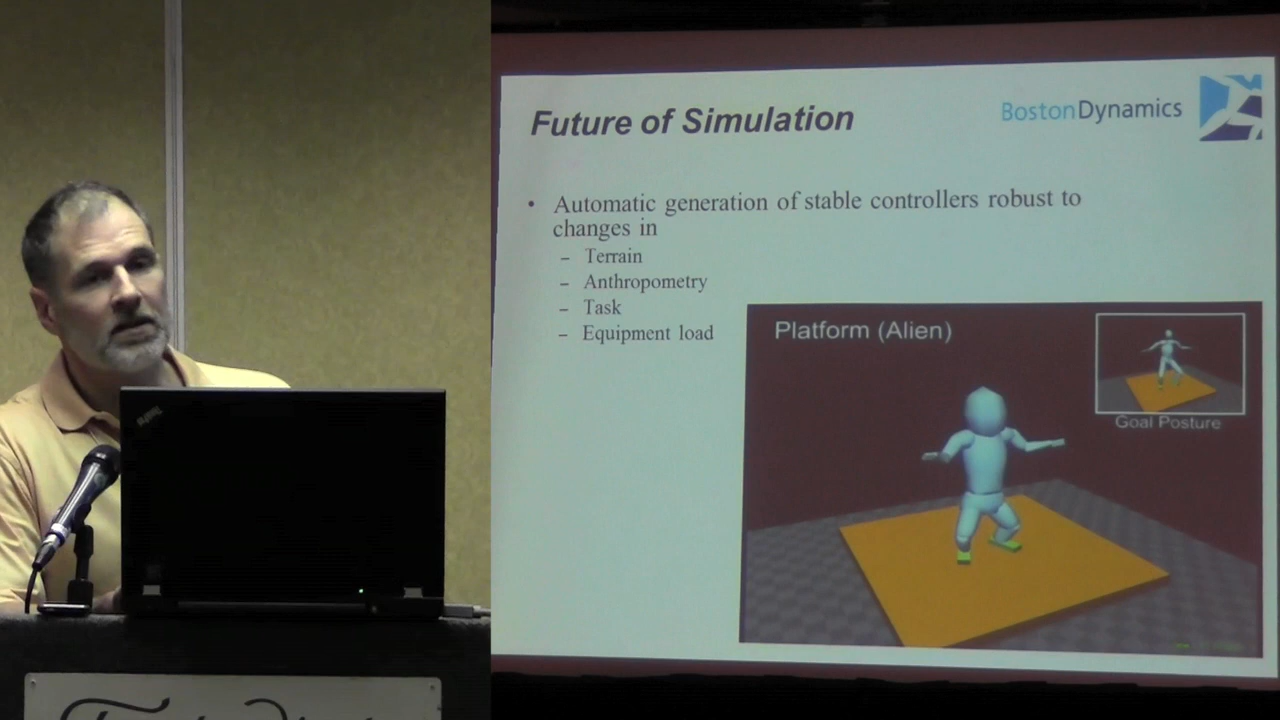 Future of Simulation
BostonDynamics
• Automatic generation of stable controllers robust to
changes in
– Terrain
– Anthropometry
– Task
– Equipment load
Platform (Alien)
Goal Posture
ThinkPad